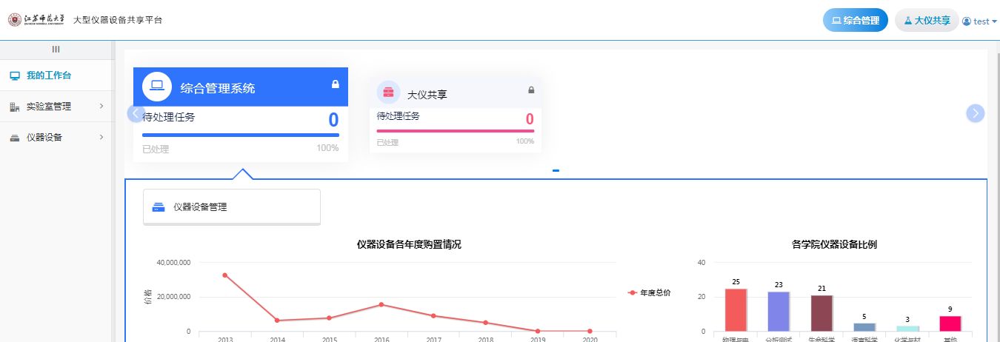 江苏师范大学
JIANGSU NORMAL UNIVERSITY
大型仪器设备共享平台
综合管理
大仪共享
test
我的工作台
实验室管理
仪器设备
综合管理系统
待处理任务
0
已处理
100%
大仪共享
待处理任务
0
已处理
100%
仪器设备管理
仪器设备各年度购置情况
40,000,000
20,000,000
0
价格
2013 2014 2015 2016 2017 2018 2019 2020
年度总价
各学院仪器设备比例
40
20
0
25 23 21 5 3 9
物理与电 分析测试 生命科学 语言科学 化学与材 其他